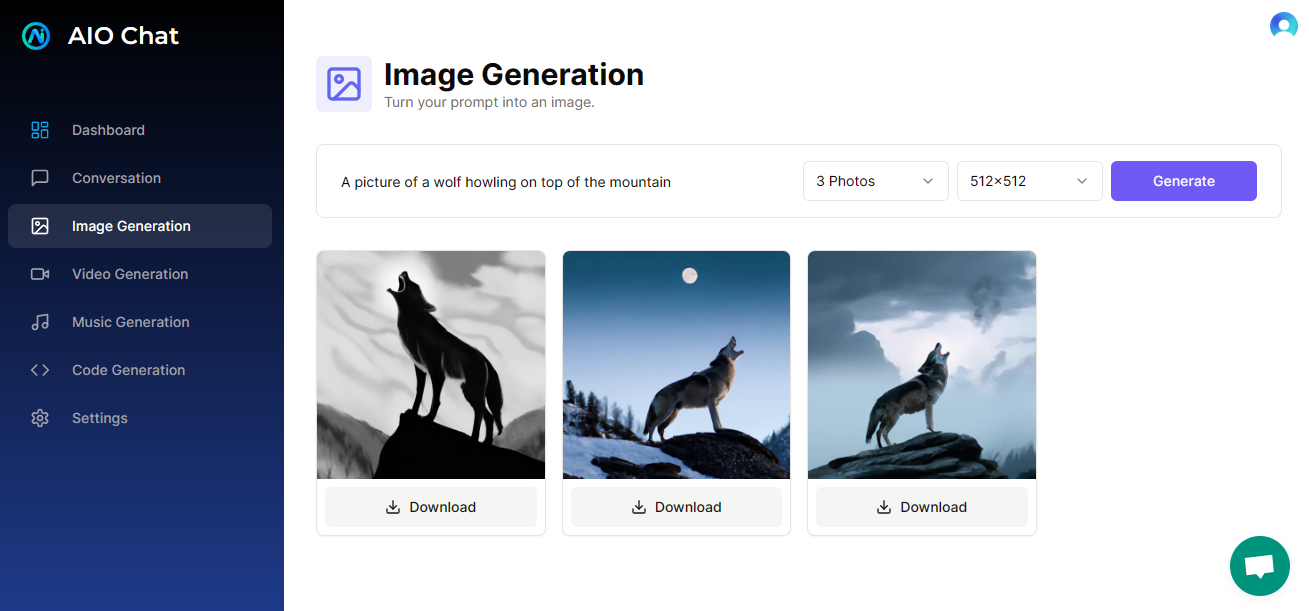 AIO Chat
Dashboard
Conversation
Image Generation
Video Generation
Music Generation
Code Generation
Settings
Image Generation
Turn your prompt into an image.
A picture of a wolf howling on top of the mountain
3 Photos
512×512
Generate
Download
Download
Download